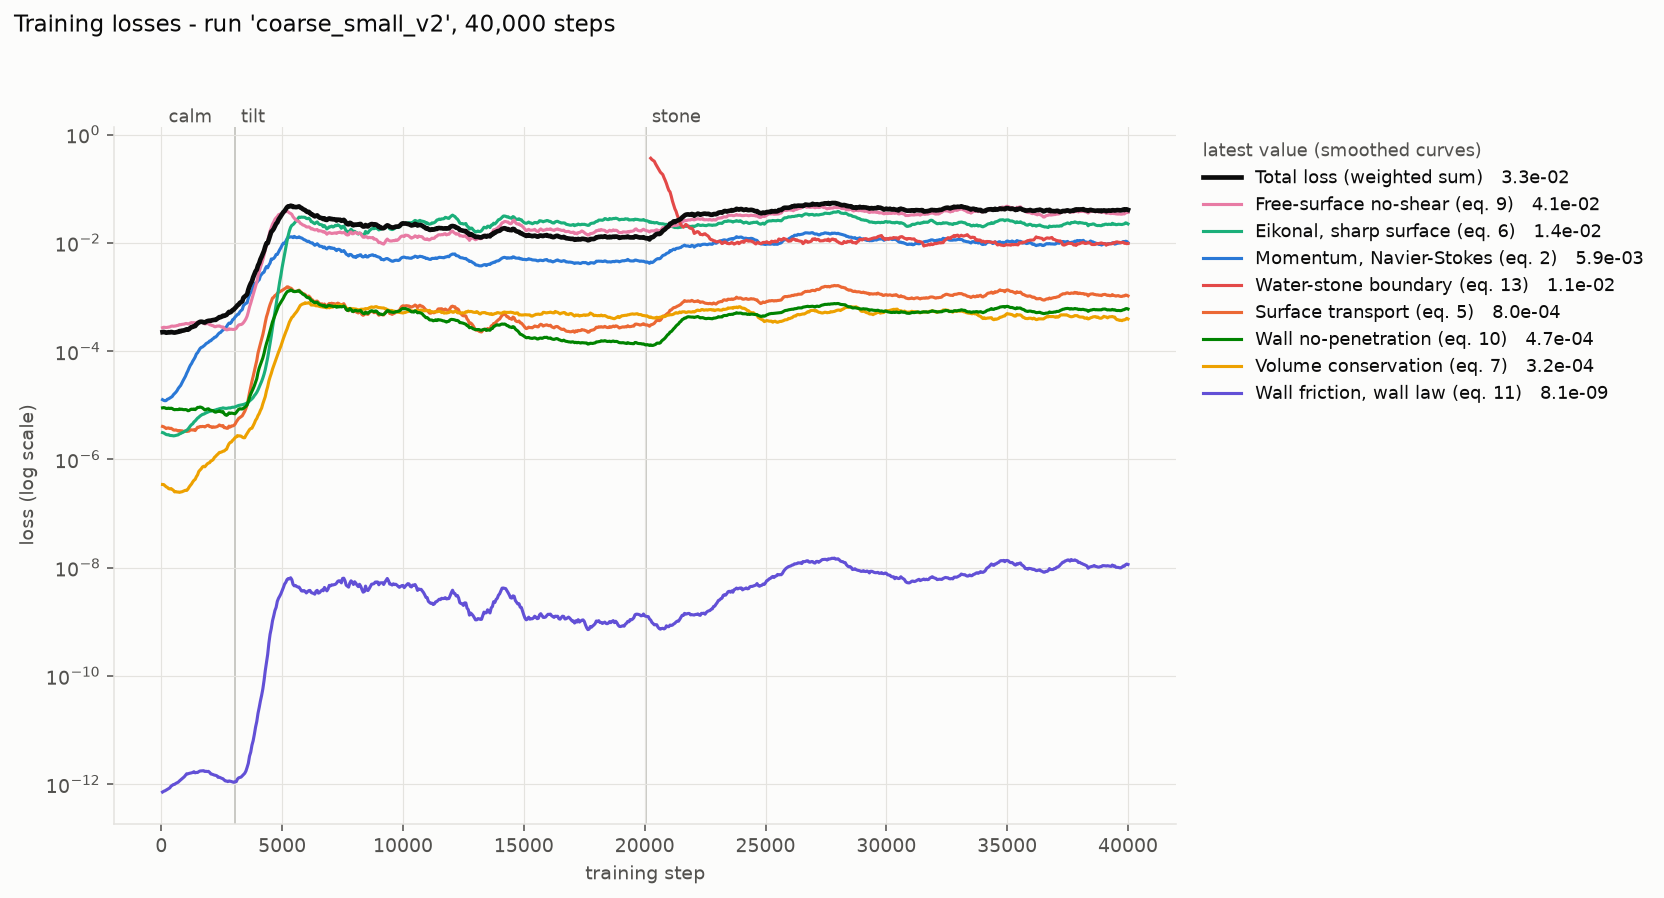 Training losses - run 'coarse_small_v2', 40,000 steps
calm tilt stone
latest value (smoothed curves)
Total loss (weighted sum) 3.3e-02
Free-surface no-shear (eq. 9) 4.1e-02
Eikonal, sharp surface (eq. 6) 1.4e-02
Momentum, Navier-Stokes (eq. 2) 5.9e-03
Water-stone boundary (eq. 13) 1.1e-02
Surface transport (eq. 5) 8.0e-04
Wall no-penetration (eq. 10) 4.7e-04
Volume conservation (eq. 7) 3.2e-04
Wall friction, wall law (eq. 11) 8.1e-09
loss (log scale)
10⁰
10⁻²
10⁻⁴
10⁻⁶
10⁻⁸
10⁻¹⁰
10⁻¹²
0 5000 10000 15000 20000 25000 30000 35000 40000
training step